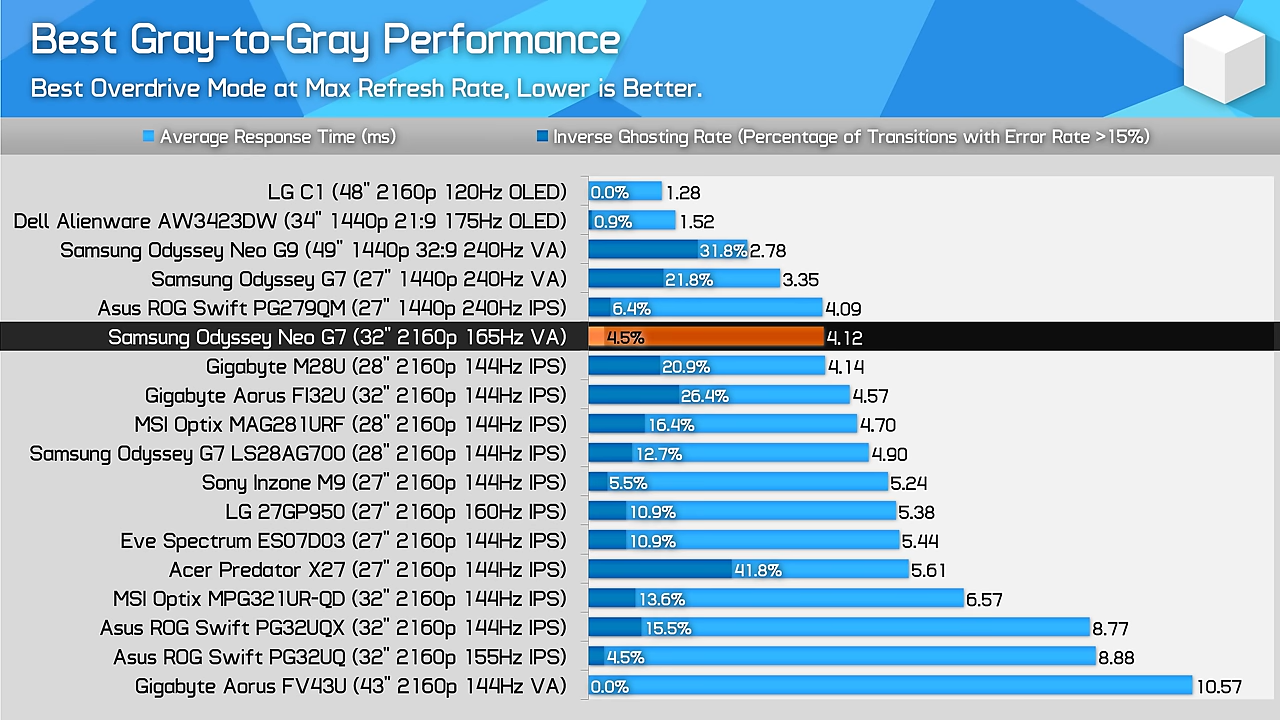 Best Gray-to-Gray Performance
Best Overdrive Mode at Max Refresh Rate, Lower is Better.
Average Response Time (ms) Inverse Ghosting Rate (Percentage of Transitions with Error Rate >15%)
LG C1 (48" 2160p 120Hz OLED) 0.0% 1.28
Dell Alienware AW3423DW (34" 1440p 21:9 175Hz OLED) 0.9% 1.52
Samsung Odyssey Neo G9 (49" 1440p 32:9 240Hz VA) 31.8% 2.78
Samsung Odyssey G7 (27" 1440p 240Hz VA) 21.8% 3.35
Asus ROG Swift PG279QM (27" 1440p 240Hz IPS) 6.4% 4.09
Samsung Odyssey Neo G7 (32" 2160p 165Hz VA) 4.5% 4.12
Gigabyte M28U (28" 2160p 144Hz IPS) 20.9% 4.14
Gigabyte Aorus FI32U (32" 2160p 144Hz IPS) 26.4% 4.57
MSI Optix MAG281URF (28" 2160p 144Hz IPS) 16.4% 4.70
Samsung Odyssey G7 LS28AG700 (28" 2160p 144Hz IPS) 12.7% 4.90
Sony Inzone M9 (27" 2160p 144Hz IPS) 5.5% 5.24
LG 27GP950 (27" 2160p 160Hz IPS) 10.9% 5.38
Eve Spectrum ES07D03 (27" 2160p 144Hz IPS) 10.9% 5.44
Acer Predator X27 (27" 2160p 144Hz IPS) 41.8% 5.61
MSI Optix MPG321UR-QD (32" 2160p 144Hz IPS) 13.6% 6.57
Asus ROG Swift PG32UQX (32" 2160p 144Hz IPS) 15.5% 8.77
Asus ROG Swift PG32UQ (32" 2160p 155Hz IPS) 4.5% 8.88
Gigabyte Aorus FV43U (43" 2160p 144Hz VA) 0.0% 10.57